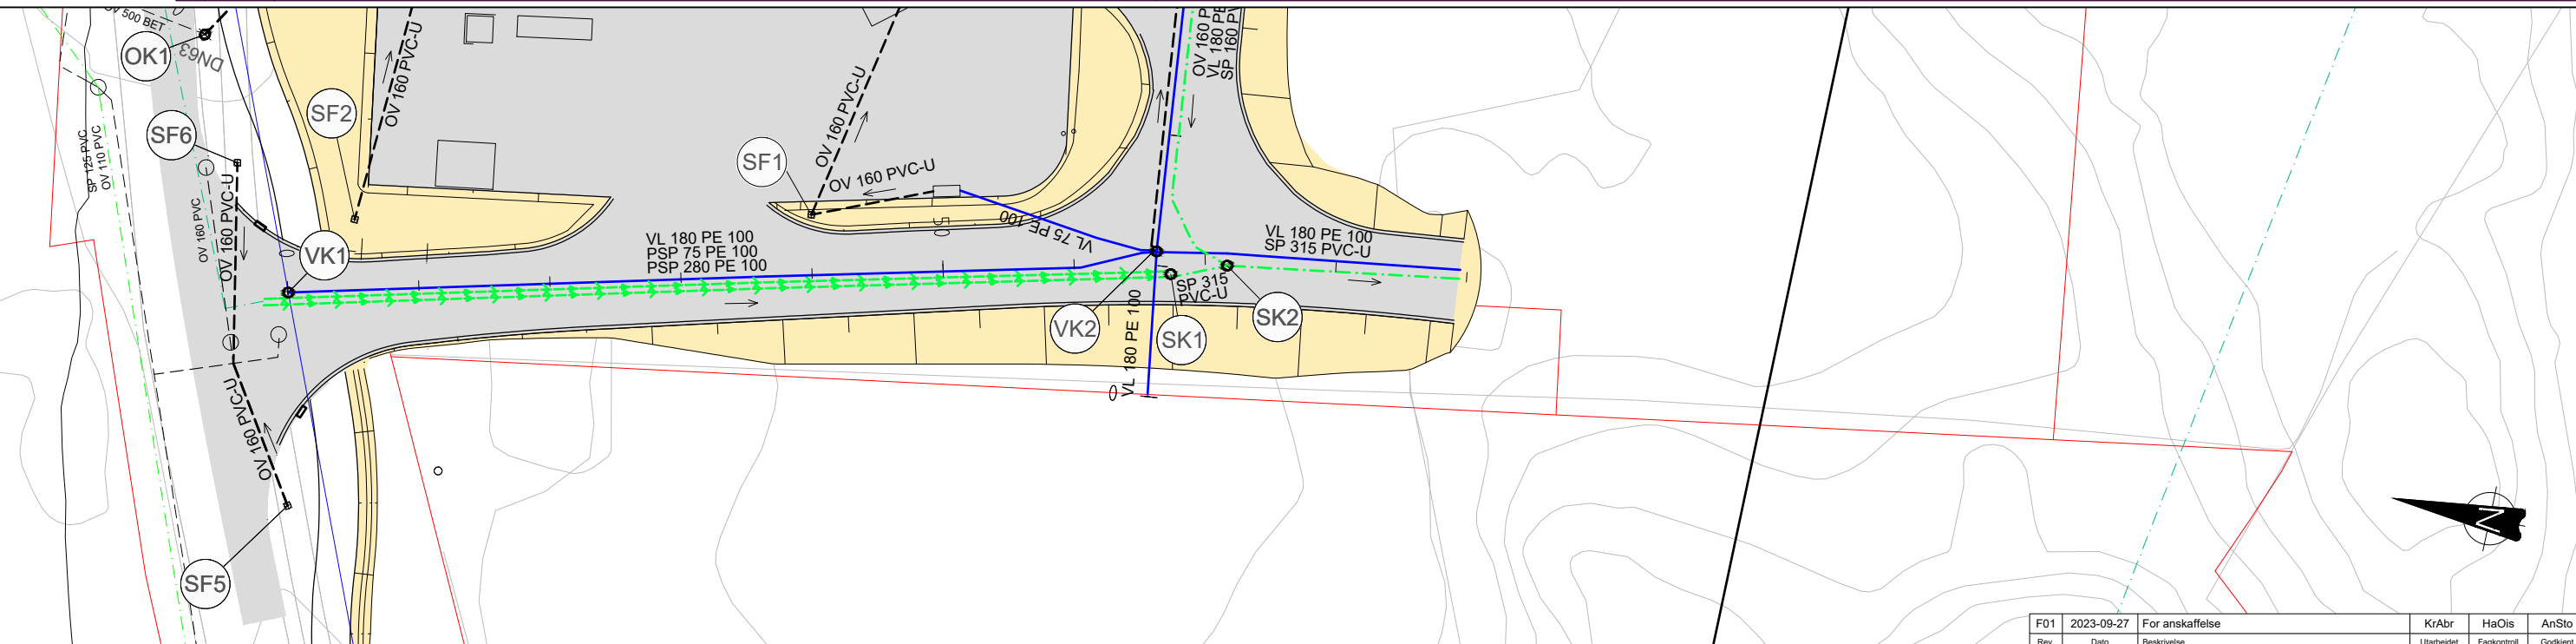 OV 500 BET
OK1
DN63
SF6
SF2
OV 160 PVC-U
SP 125 PVC
OV 110 PVC
OV 160 PVC
OV 160 PVC-U
VK1
SF1
OV 160 PVC-U
OV 160 PVC-U
5
VL 75 PE 100
VL 180 PE 100
PSP 75 PE 100
PSP 280 PE 100
OV 160 P
VL 180 PE
SP 160 PV
VL 180 PE 100
SP 315 PVC-U
SP 315
PVC-U
VK2
VL 180 PE 100
SK1
SK2
OV 160 PVC-U
SF5
N
F01 2023-09-27 For anskaffelse KrAbr HaOis AnSto
Rev. Dato Beskrivelse Utarbeidet Fagkontroll Godkjent